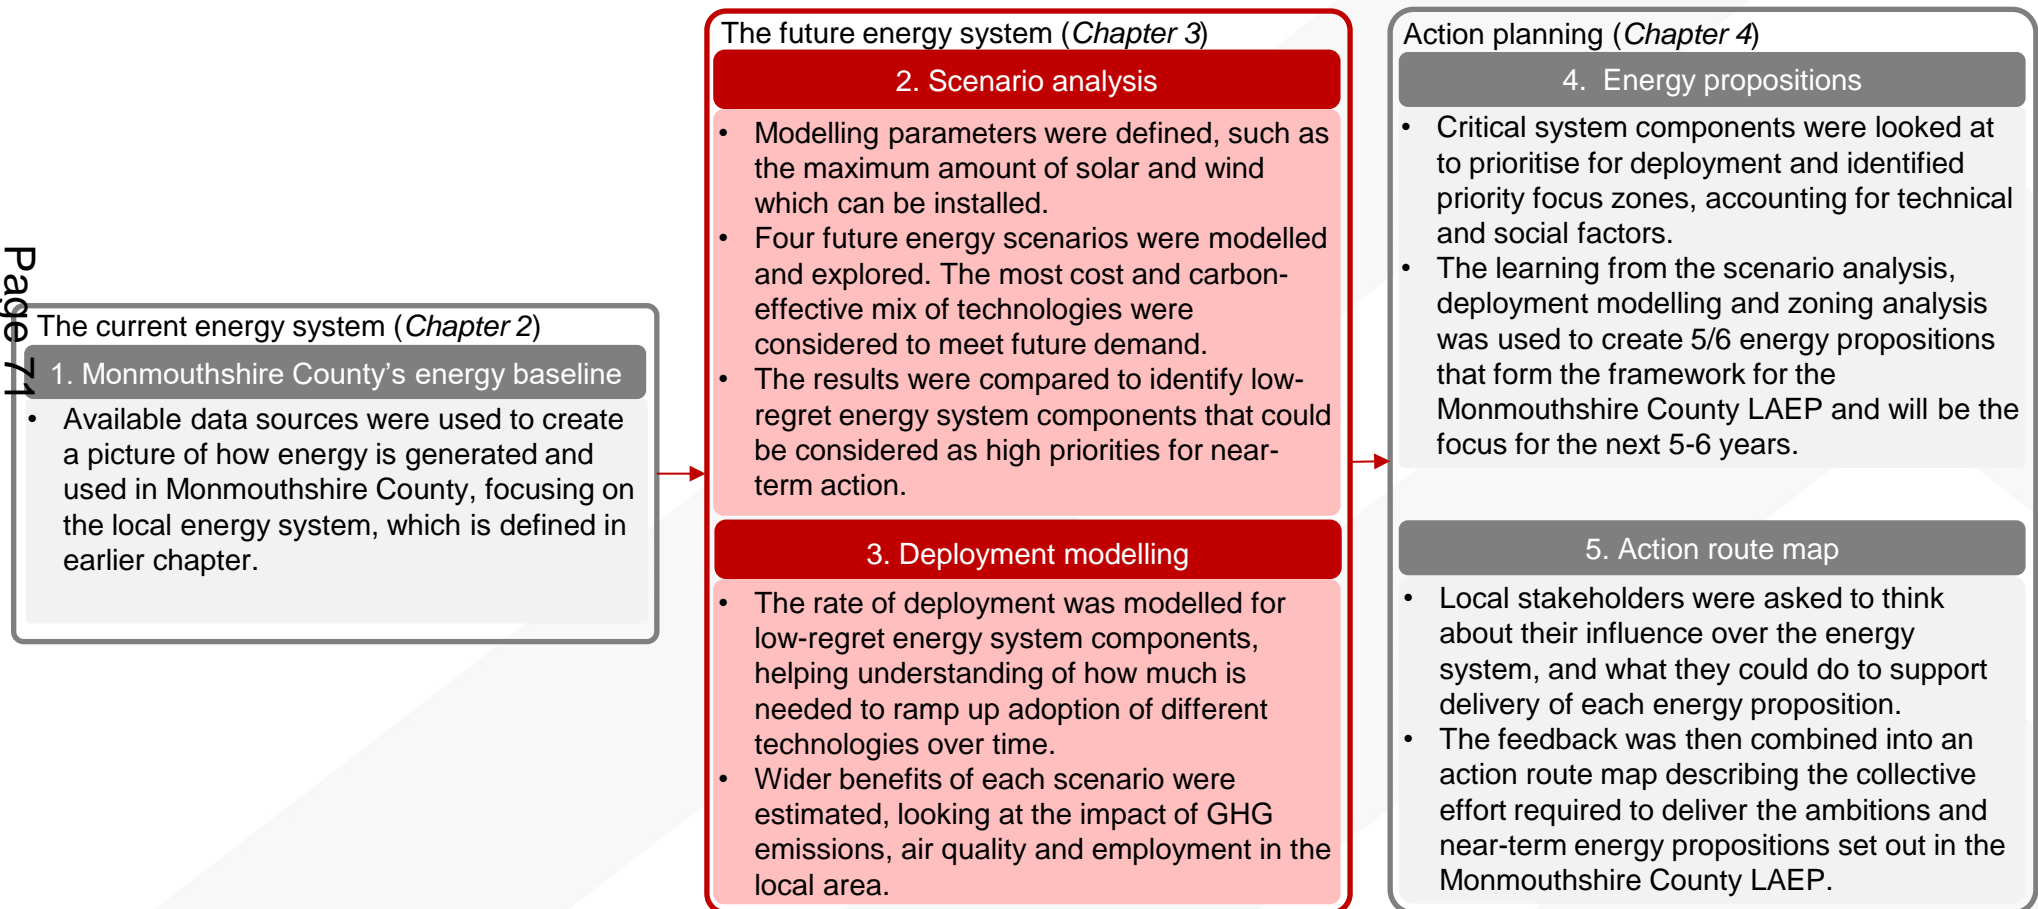 Page 71
The current energy system (Chapter 2)
1. Monmouthshire County’s energy baseline
• Available data sources were used to create
a picture of how energy is generated and
used in Monmouthshire County, focusing on
the local energy system, which is defined in
earlier chapter.
The future energy system (Chapter 3)
2. Scenario analysis
• Modelling parameters were defined, such as
the maximum amount of solar and wind
which can be installed.
• Four future energy scenarios were modelled
and explored. The most cost and carbon-
effective mix of technologies were
considered to meet future demand.
• The results were compared to identify low-
regret energy system components that could
be considered as high priorities for near-
term action.
3. Deployment modelling
• The rate of deployment was modelled for
low-regret energy system components,
helping understanding of how much is
needed to ramp up adoption of different
technologies over time.
• Wider benefits of each scenario were
estimated, looking at the impact of GHG
emissions, air quality and employment in the
local area.
Action planning (Chapter 4)
4. Energy propositions
• Critical system components were looked at
to prioritise for deployment and identified
priority focus zones, accounting for technical
and social factors.
• The learning from the scenario analysis,
deployment modelling and zoning analysis
was used to create 5/6 energy propositions
that form the framework for the
Monmouthshire County LAEP and will be the
focus for the next 5-6 years.
5. Action route map
• Local stakeholders were asked to think
about their influence over the energy
system, and what they could do to support
delivery of each energy proposition.
• The feedback was then combined into an
action route map describing the collective
effort required to deliver the ambitions and
near-term energy propositions set out in the
Monmouthshire County LAEP.